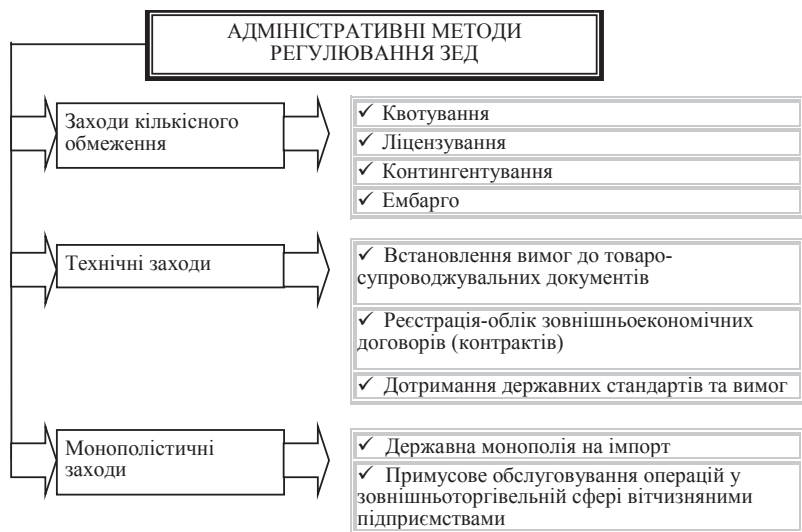 АДМІНІСТРАТИВНІ МЕТОДИ
РЕГУЛЮВАННЯ ЗЕД
Заходи кількісного
обмеження
✓ Квотування
✓ Ліцензування
✓ Контингентування
✓ Ембарго
Технічні заходи
✓ Встановлення вимог до товаро-
супроводжувальних документів
✓ Реєстрація-облік зовнішньоекономічних
договорів (контрактів)
✓ Дотримання державних стандартів та вимог
Монополістичні
заходи
✓ Державна монополія на імпорт
✓ Примусове обслуговування операцій у
зовнішньоторгівельній сфері вітчизняними
підприємствами